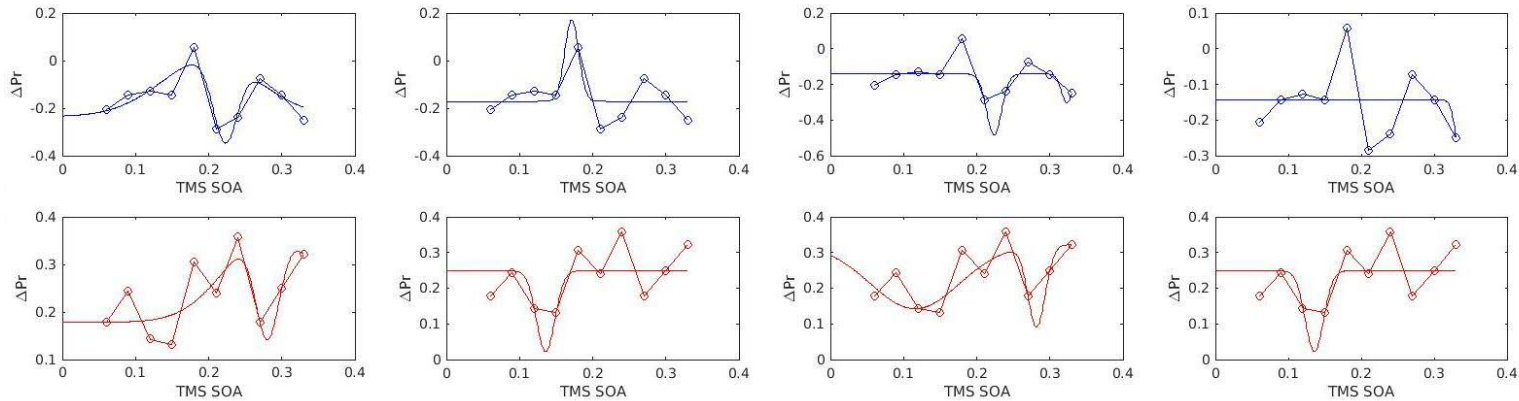 0.2 0.2 0.2 0.1
0 0 0 0
ΔPr ΔPr ΔPr ΔPr
-0.2 -0.2 -0.2 -0.1
-0.4 -0.2
-0.4 -0.4 -0.6 -0.3
0 0.1 0.2 0.3 0.4 0 0.1 0.2 0.3 0.4 0 0.1 0.2 0.3 0.4 0 0.1 0.2 0.3 0.4
TMS SOA TMS SOA TMS SOA TMS SOA
0.4 0.4 0.4 0.4
0.3 0.3 0.3 0.3
ΔPr ΔPr ΔPr ΔPr
0.2 0.2 0.2 0.2
0.1 0.1 0.1
0.1 0 0 0
0 0.1 0.2 0.3 0.4 0 0.1 0.2 0.3 0.4 0 0.1 0.2 0.3 0.4 0 0.1 0.2 0.3 0.4
TMS SOA TMS SOA TMS SOA TMS SOA